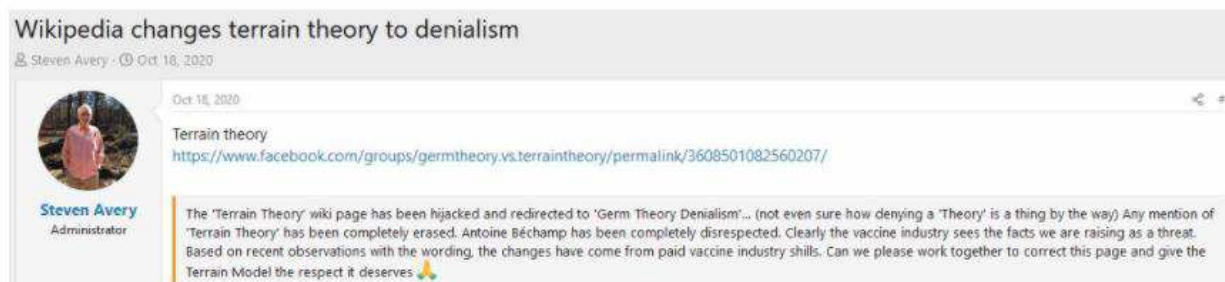 Wikipedia changes terrain theory to denialism
Steven Avery · Oct 18, 2020
Oct 18, 2020
#
Terrain theory
https://www.facebook.com/groups/germtheory.vs.terraintheory/permalink/3608501082560207/
Steven Avery
Administrator
The 'Terrain Theory' wiki page has been hijacked and redirected to 'Germ Theory Denialism'... (not even sure how denying a 'Theory' is a thing by the way) Any mention of
'Terrain Theory' has been completely erased. Antoine Béchamp has been completely disrespected. Clearly the vaccine industry sees the facts we are raising as a threat.
Based on recent observations with the wording, the changes have come from paid vaccine industry shills. Can we please work together to correct this page and give the
Terrain Model the respect it deserves 🙏